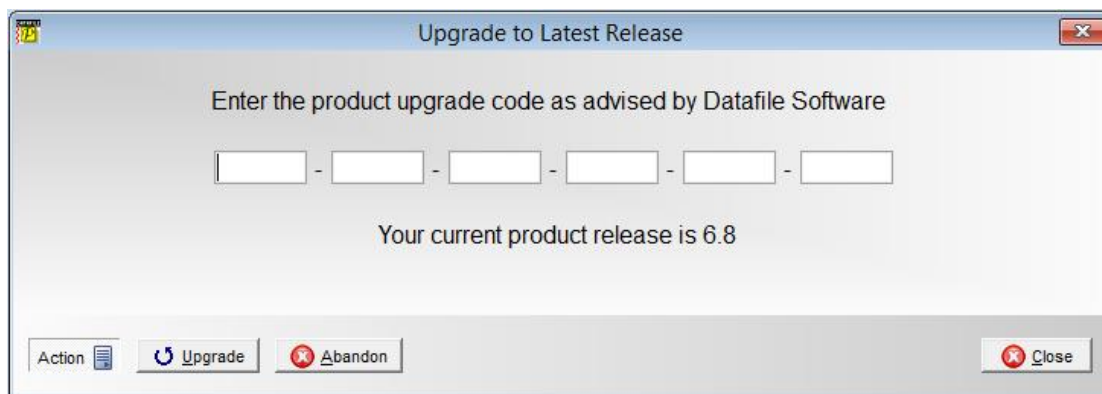 Upgrade to Latest Release
Enter the product upgrade code as advised by Datafile Software
- - - - -
Your current product release is 6.8
Action Upgrade Abandon Close